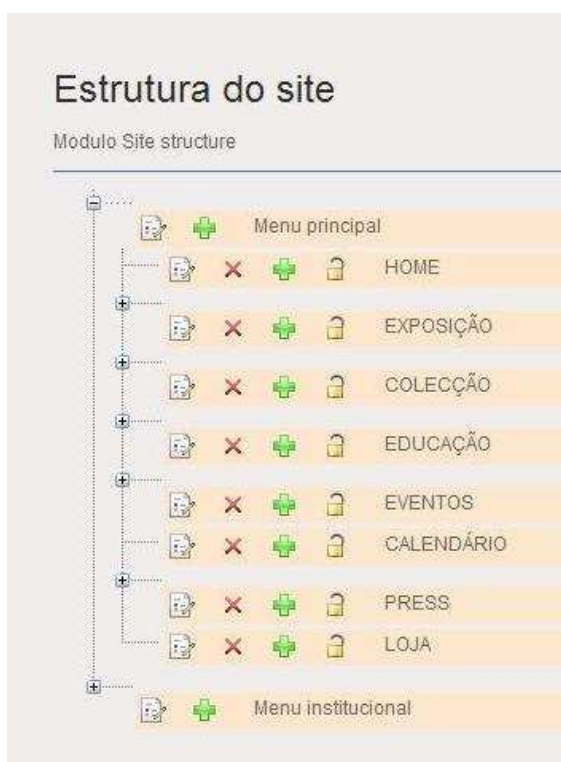 Estrutura do site
Modulo Site structure
Menu principal
HOME
EXPOSIÇÃO
COLECÇÃO
EDUCAÇÃO
EVENTOS
CALENDÁRIO
PRESS
LOJA
Menu institucional